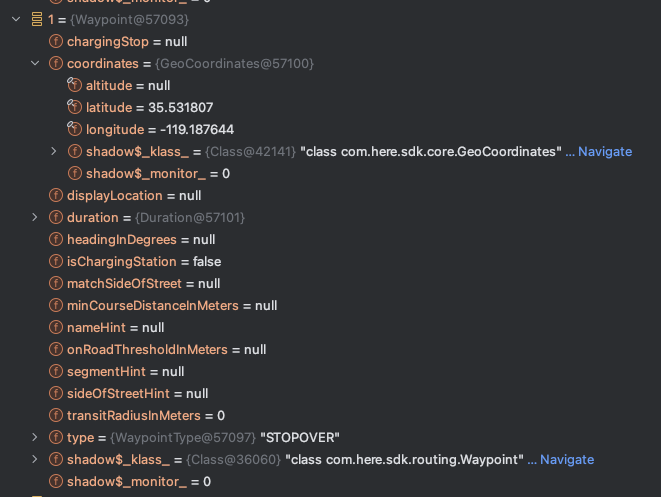 shadow$_monitor_ = 0
1 = {Waypoint@57093}
chargingStop = null
coordinates = {GeoCoordinates@57100}
altitude = null
latitude = 35.531807
longitude = -119.187644
shadow$_klass_ = {Class@42141} "class com.here.sdk.core.GeoCoordinates" ... Navigate
shadow$_monitor_ = 0
displayLocation = null
duration = {Duration@57101}
headingInDegrees = null
isChargingStation = false
matchSideOfStreet = null
minCourseDistanceInMeters = null
nameHint = null
onRoadThresholdInMeters = null
segmentHint = null
sideOfStreetHint = null
transitRadiusInMeters = 0
type = {WaypointType@57097} "STOPOVER"
shadow$_klass_ = {Class@36060} "class com.here.sdk.routing.Waypoint" ... Navigate
shadow$_monitor_ = 0